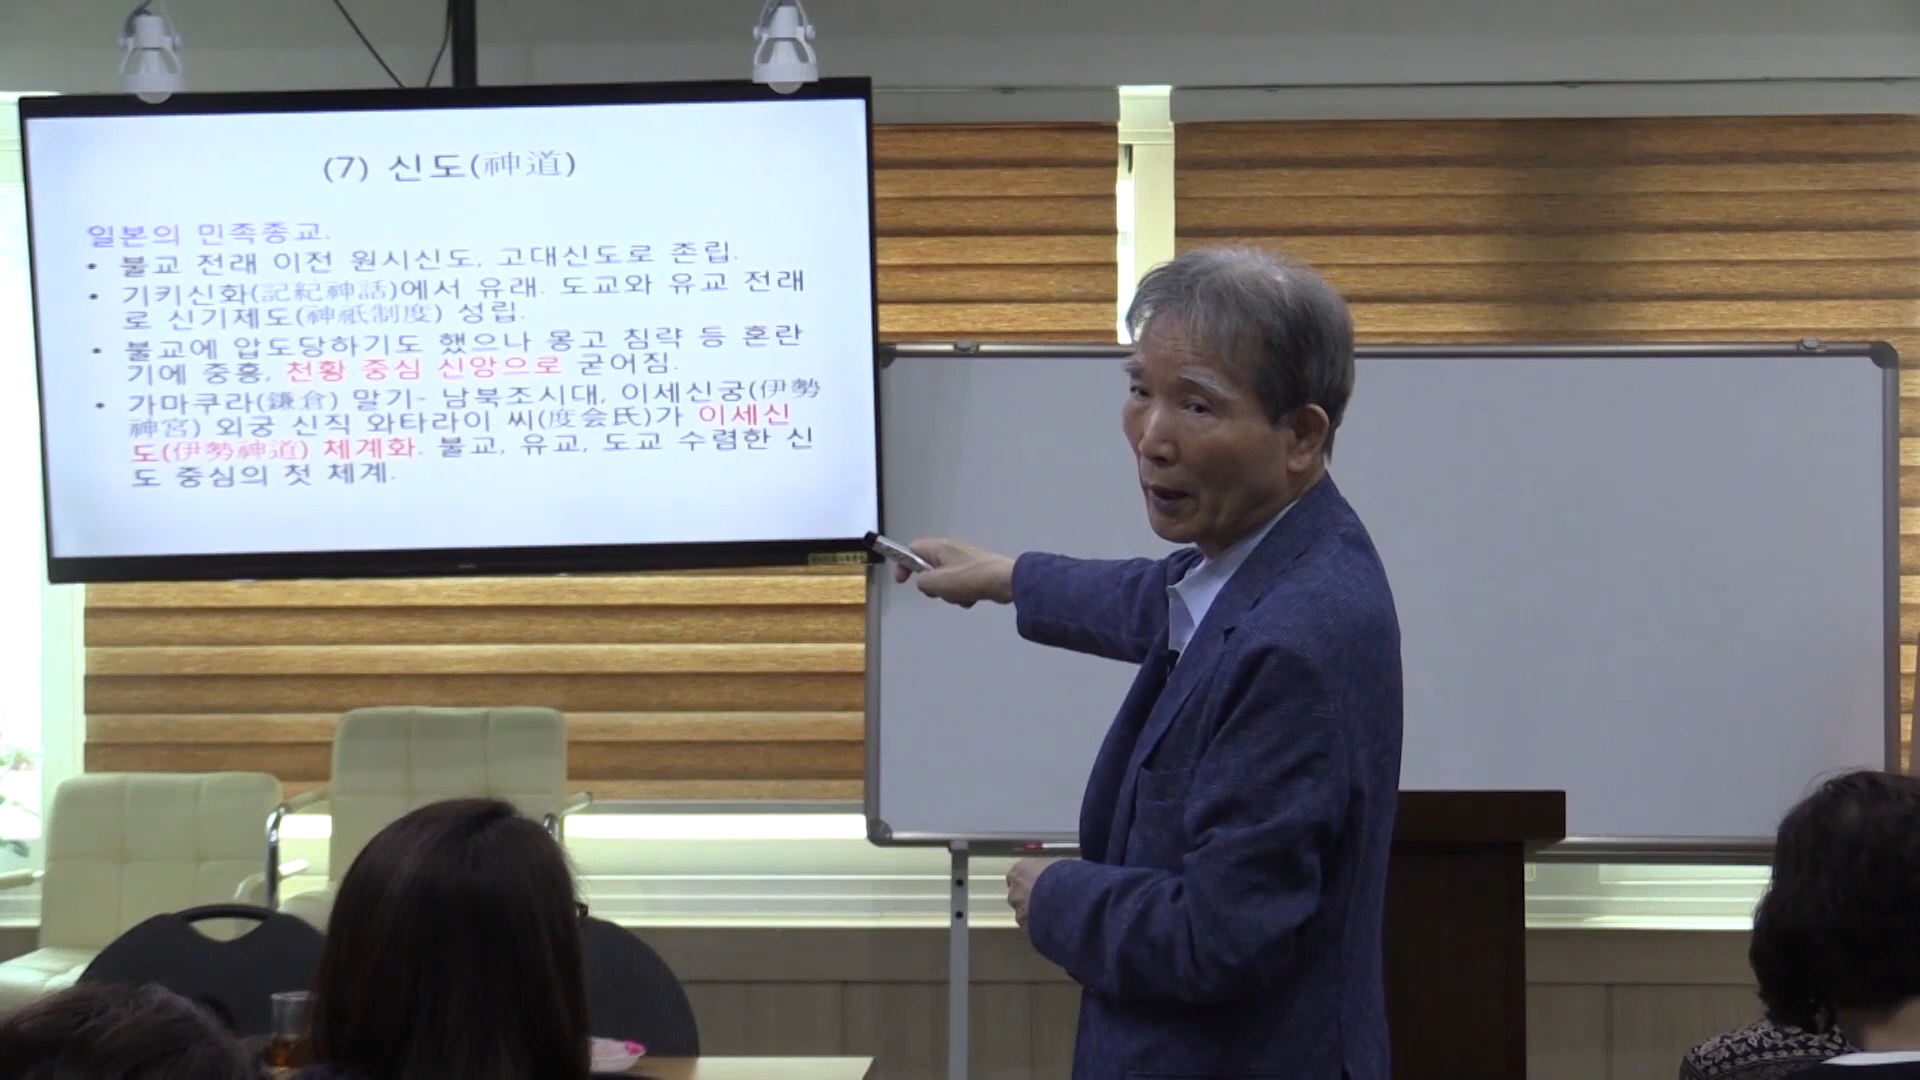 (7) 신도(神道)
일본의 민족종교.
• 불교 전래 이전 원시신도, 고대신도로 존립.
• 기키신화(記紀神話)에서 유래. 도교와 유교 전래
로 신기제도(神祇制度) 성립.
• 불교에 압도당하기도 했으나 몽고 침략 등 혼란
기에 중흥, 천황 중심 신앙으로 굳어짐.
• 가마쿠라(鎌倉) 말기- 남북조시대, 이세신궁(伊勢
神宮) 외궁 신직 와타라이 씨(度会氏)가 이세신
도(伊勢神道) 체계화. 불교, 유교, 도교 수렴한 신
도 중심의 첫 체계.